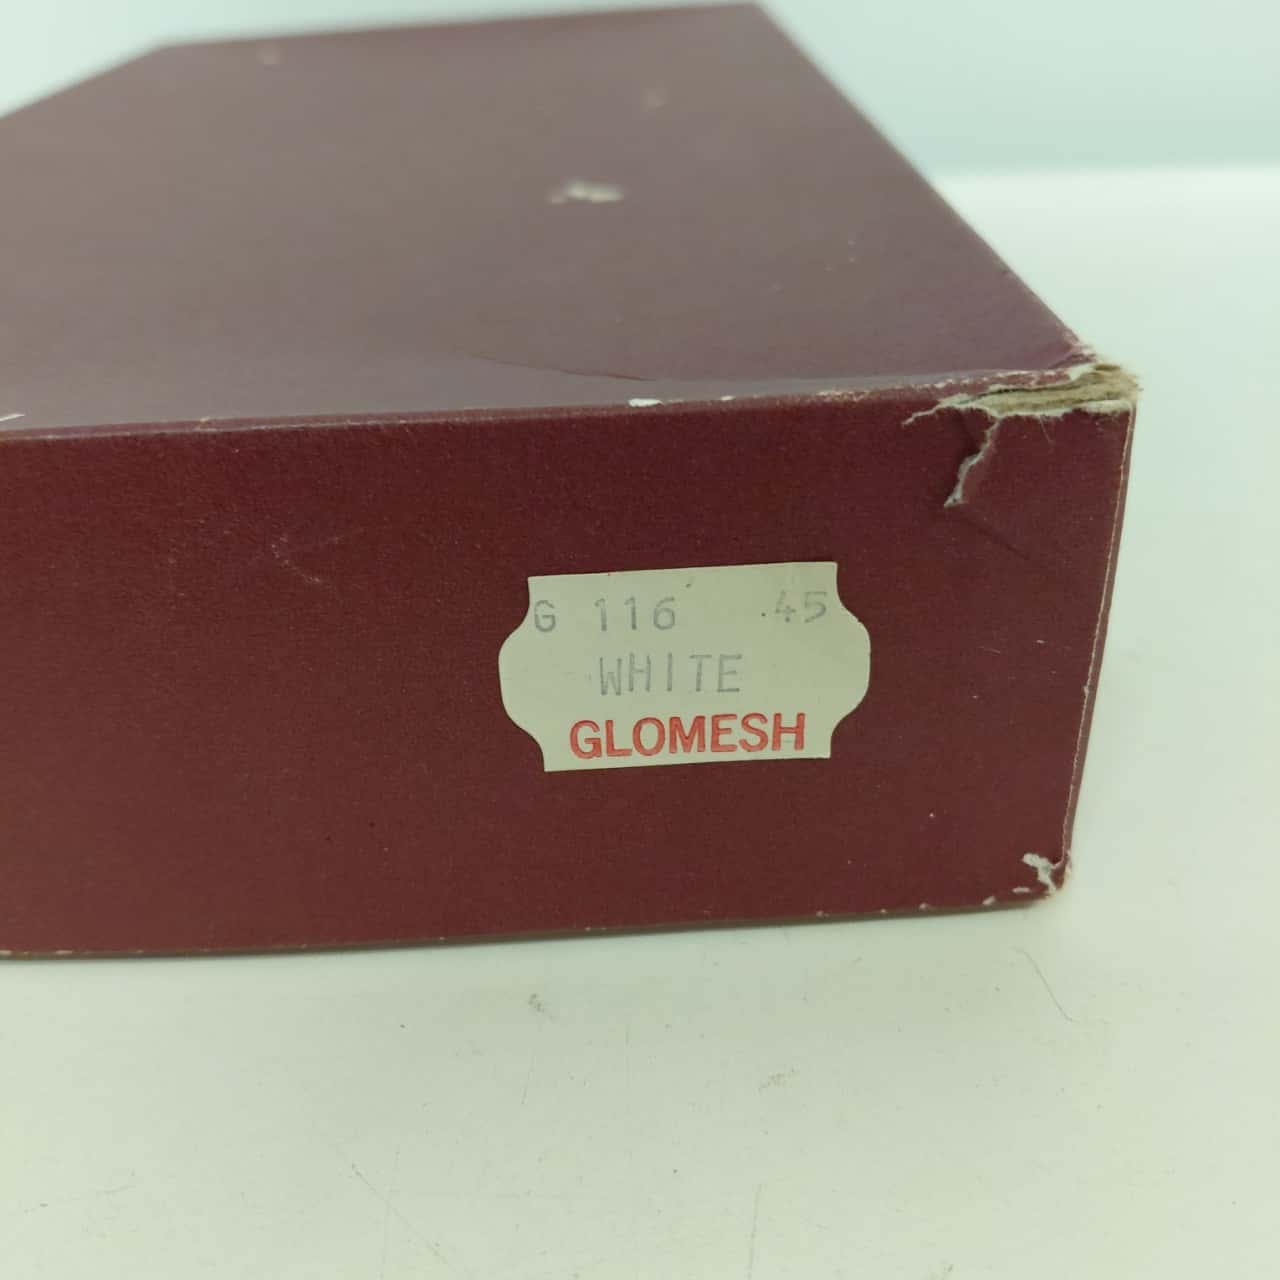 G 116 .45
WHITE
GLOMESH